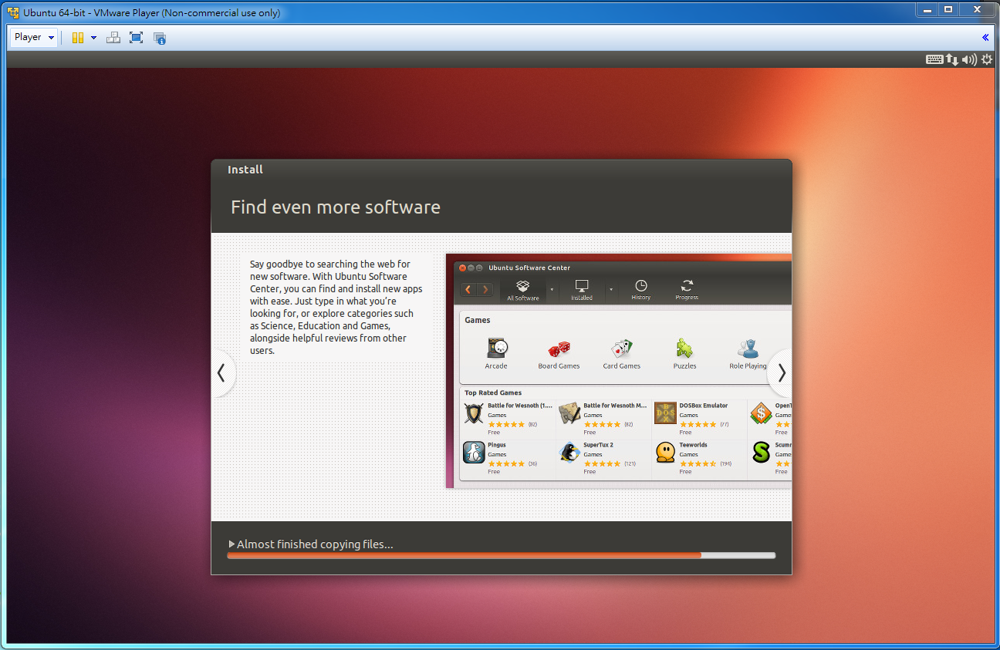 Ubuntu 64-bit - VMware Player (Non-commercial use only)
Player
Install
Find even more software
Say goodbye to searching the web for
new software. With Ubuntu Software
Center, you can find and install new apps
with ease. Just type in what you're
looking for, or explore categories such
as Science, Education and Games,
alongside helpful reviews from other
users.
Ubuntu Software Center
All Software
Installed
History
Progress
Games
Arcade
Board Games
Card Games
Puzzles
Role Playing
Top Rated Games
Battle for Wesnoth (1....
Games
(82)
Free
Battle for Wesnoth M...
Games
(82)
Free
DOSBox Emulator
Games
(77)
Free
OpenT
Game
Free
Pingus
Games
(36)
Free
SuperTux 2
Games
(121)
Free
Teeworlds
Games
(194)
Free
Scumm
Game
Free
Almost finished copying files...